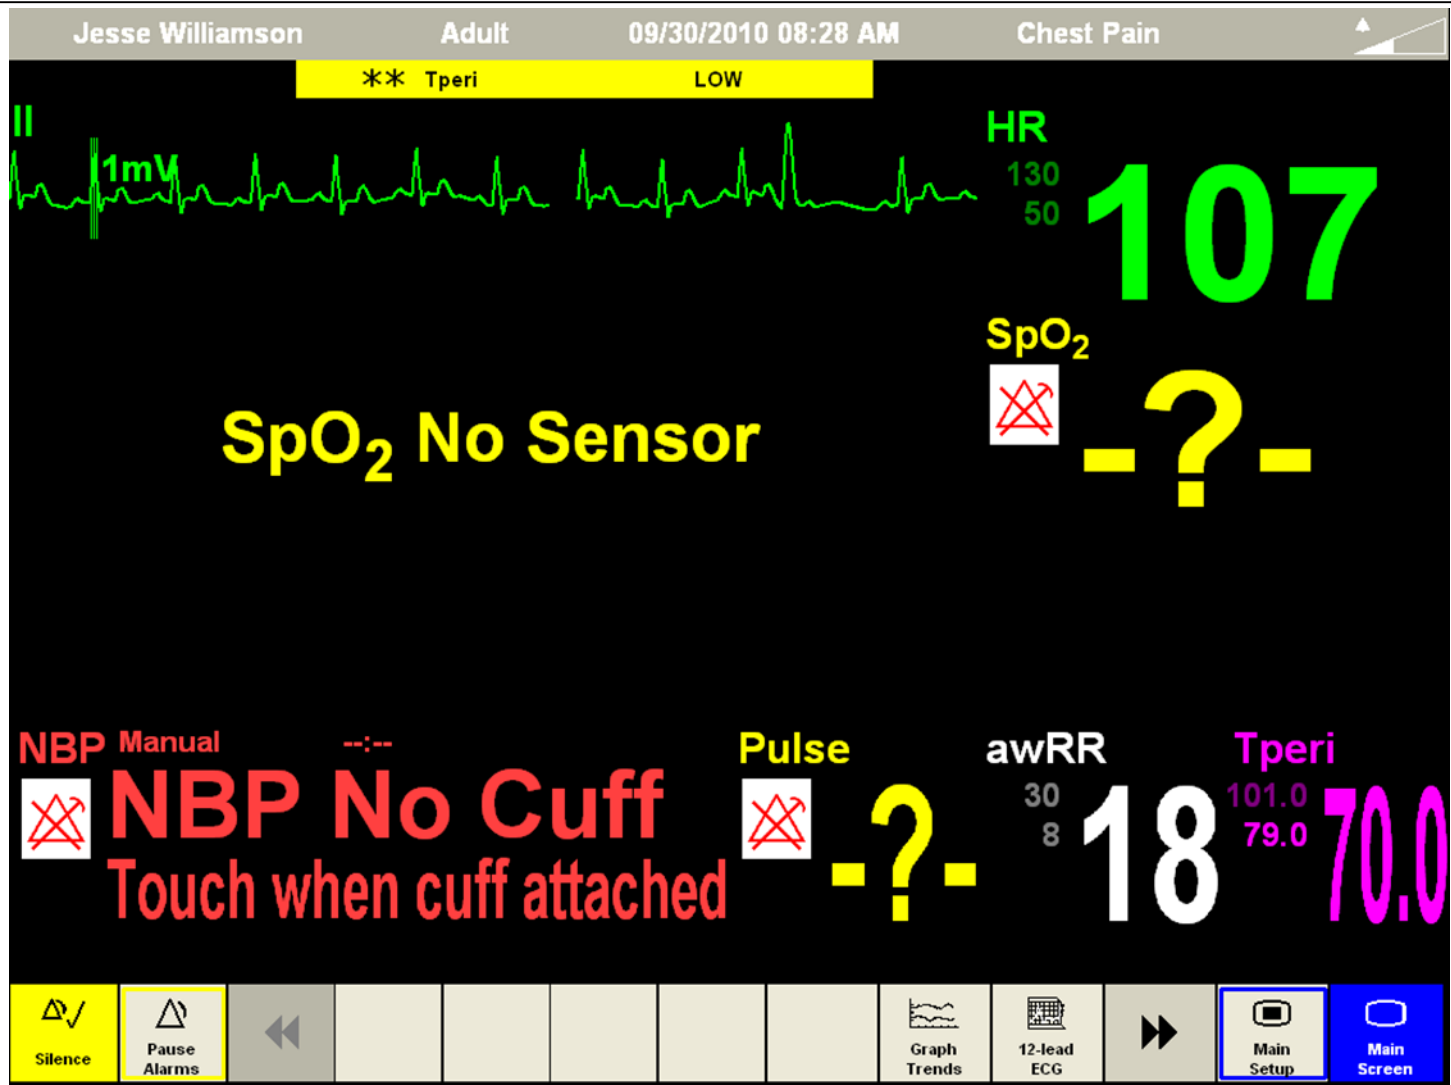 Jesse Williamson Adult 09/30/2010 08:28 AM Chest Pain
** Tperi LOW
II
1mV
HR
130
50
107
SpO₂
-?-
SpO₂ No Sensor
NBP Manual --:--
NBP No Cuff
Touch when cuff attached
Pulse
-?-
awRR
30
8
18
Tperi
101.0
79.0
70.0
Silence
Pause
Alarms
Graph
Trends
12-lead
ECG
Main
Setup
Main
Screen